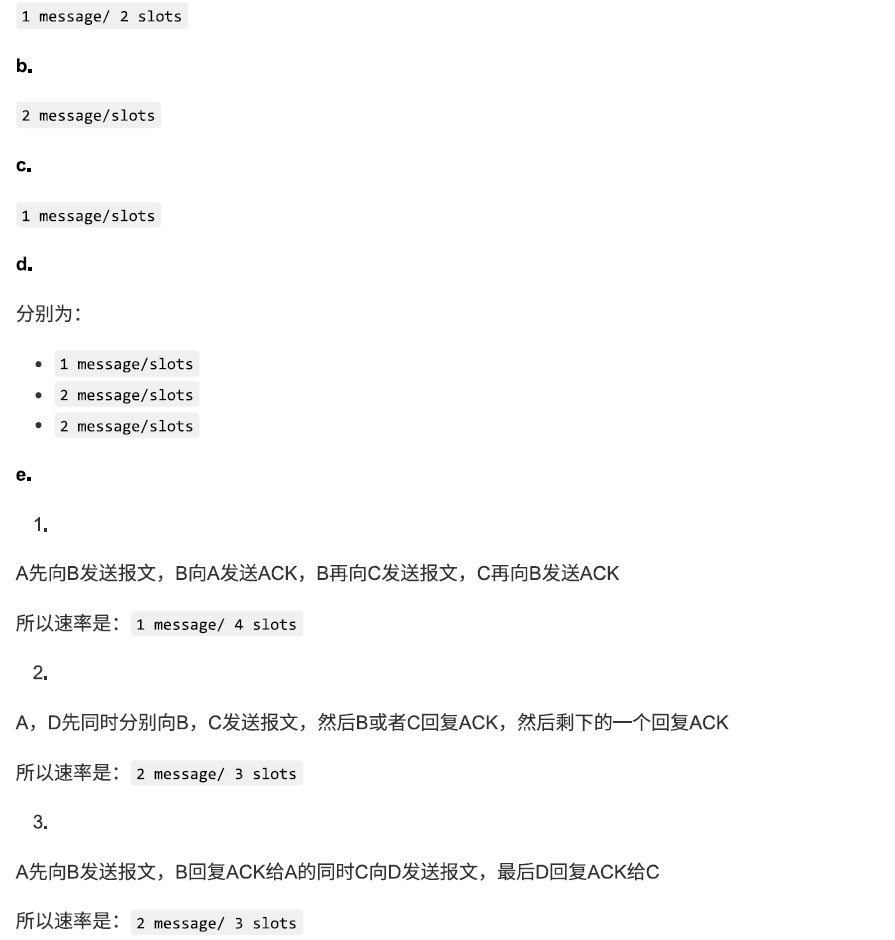 1 message/ 2 slots
b.
2 message/slots
c.
1 message/slots
d.
分别为：
• 1 message/slots
• 2 message/slots
• 2 message/slots
e.
1.
A先向B发送报文，B向A发送ACK，B再向C发送报文，C再向B发送ACK
所以速率是： 1 message/ 4 slots
2.
A，D先同时分别向B，C发送报文，然后B或者C回复ACK，然后剩下的一个回复ACK
所以速率是： 2 message/ 3 slots
3.
A先向B发送报文，B回复ACK给A的同时C向D发送报文，最后D回复ACK给C
所以速率是： 2 message/ 3 slots